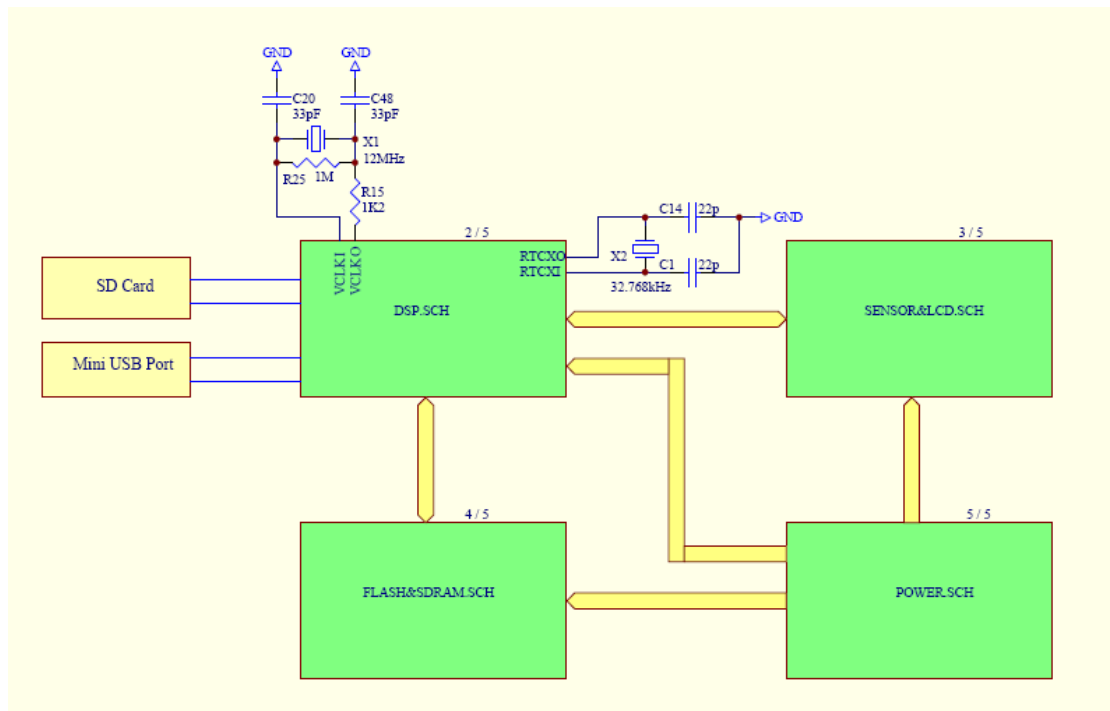 GND
GND
C20
33pF
C48
33pF
X1
12MHz
R25
1M
R15
1K2
2 / 5
VCLKI
VCLKO
RTCXO
RTCXI
DSP.SCH
C14
22p
GND
X2
C1
22p
32.768kHz
3 / 5
SENSOR&LCD.SCH
SD Card
Mini USB Port
4 / 5
FLASH&SDRAM.SCH
5 / 5
POWER.SCH